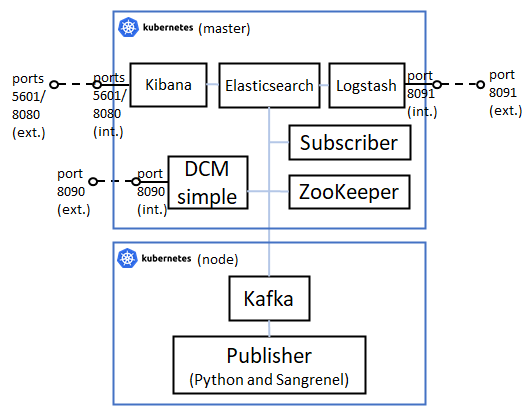 kubernetes (master)
ports
5601/
8080
(ext.)
ports
5601/
8080
(int.)
Kibana
Elasticsearch
Logstash
port
8091
(int.)
port
8091
(ext.)
Subscriber
port
8090
(ext.)
port
8090
(int.)
DCM
simple
ZooKeeper
kubernetes (node)
Kafka
Publisher
(Python and Sangrenel)